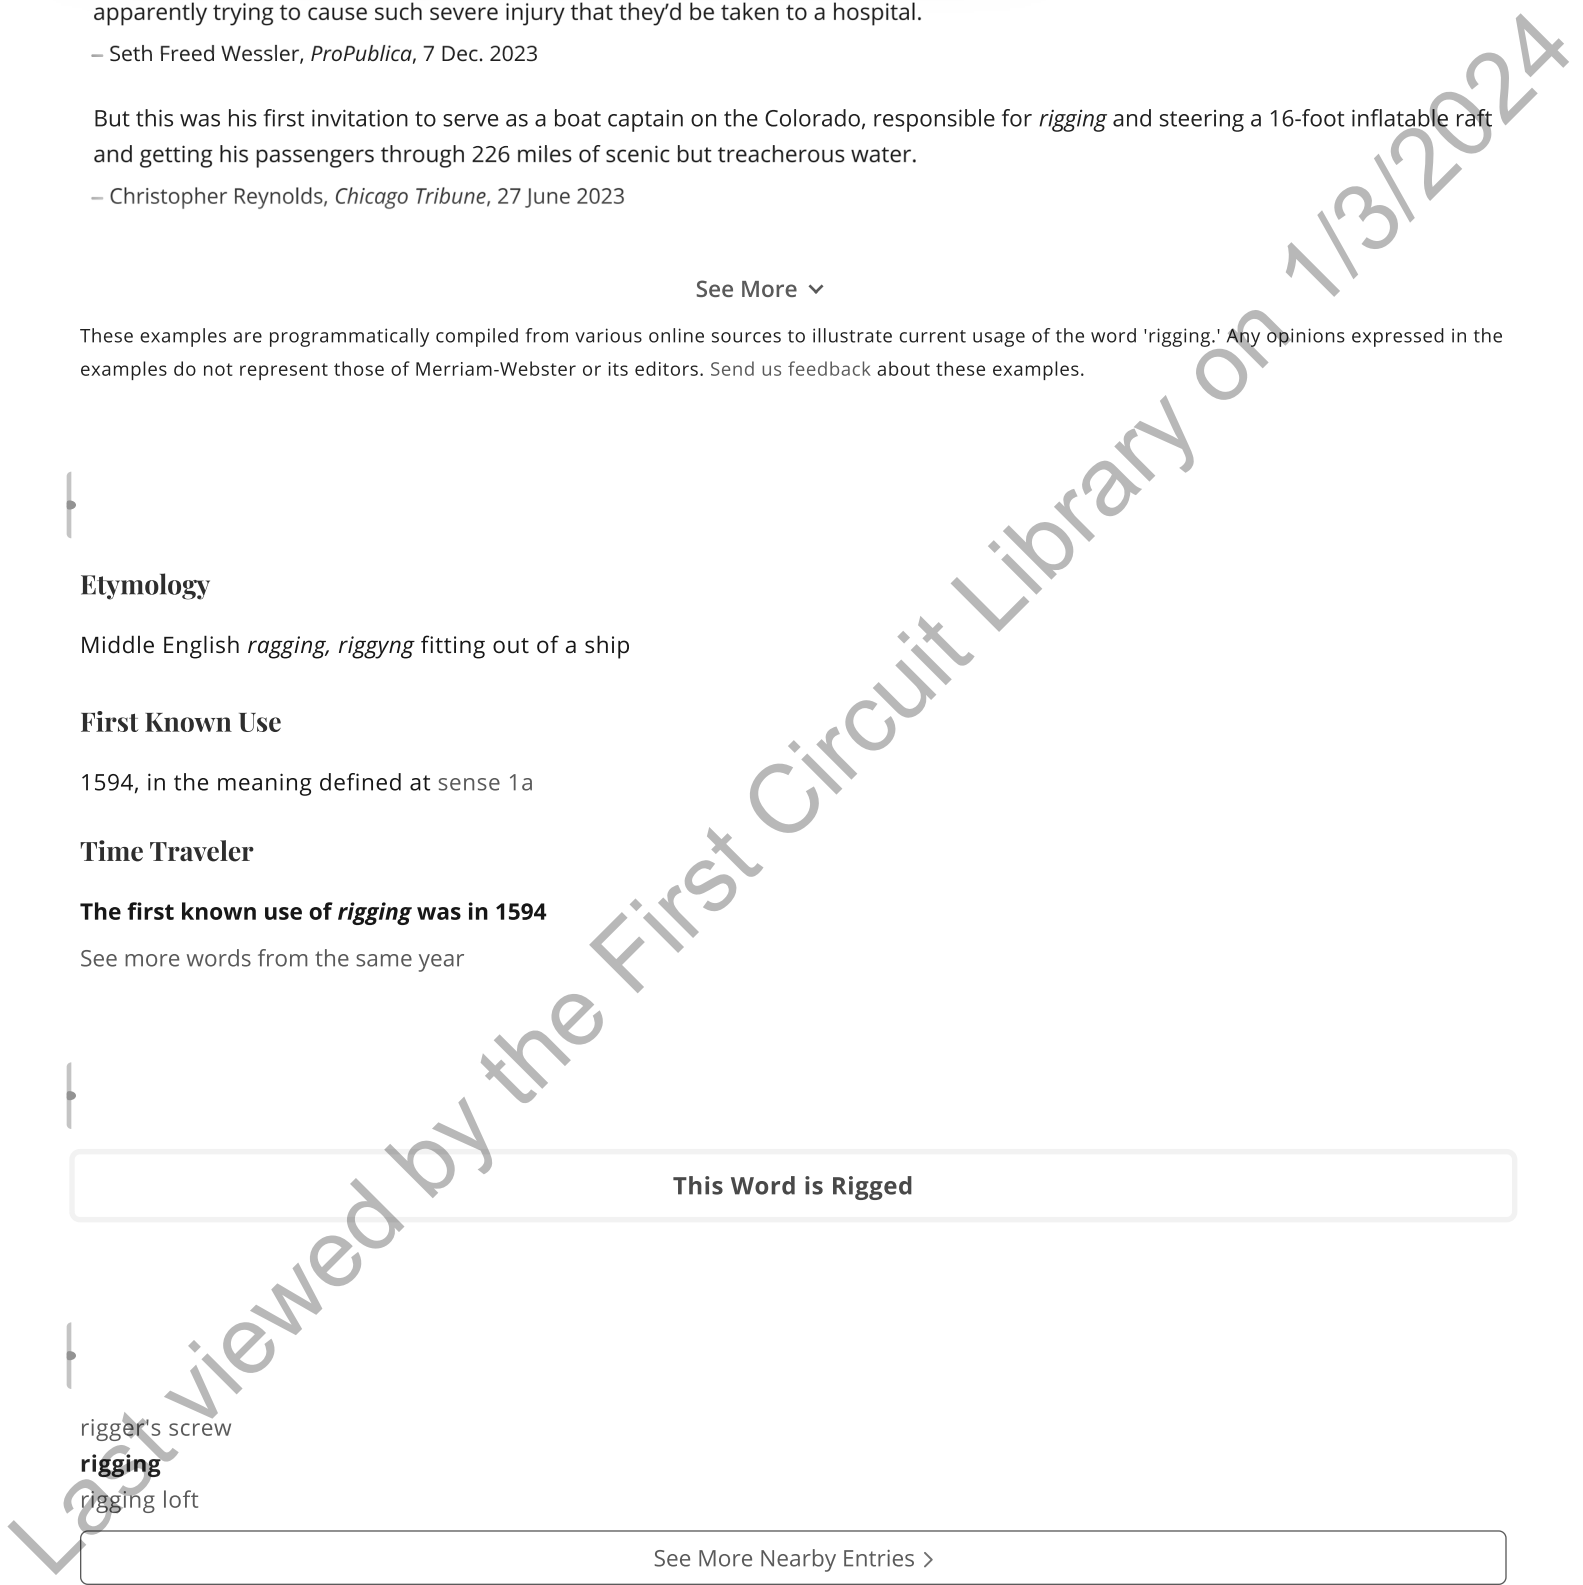 apparently trying to cause such severe injury that they’d be taken to a hospital.
– Seth Freed Wessler, ProPublica, 7 Dec. 2023
But this was his first invitation to serve as a boat captain on the Colorado, responsible for rigging and steering a 16-foot inflatable raft
and getting his passengers through 226 miles of scenic but treacherous water.
– Christopher Reynolds, Chicago Tribune, 27 June 2023
See More
These examples are programmatically compiled from various online sources to illustrate current usage of the word 'rigging.' Any opinions expressed in the
examples do not represent those of Merriam-Webster or its editors. Send us feedback about these examples.
Etymology
Middle English ragging, riggyng fitting out of a ship
First Known Use
1594, in the meaning defined at sense 1a
Time Traveler
The first known use of rigging was in 1594
See more words from the same year
This Word is Rigged
rigger's screw
rigging
rigging loft
See More Nearby Entries
Last viewed by the First Circuit Library on 1/3/2024